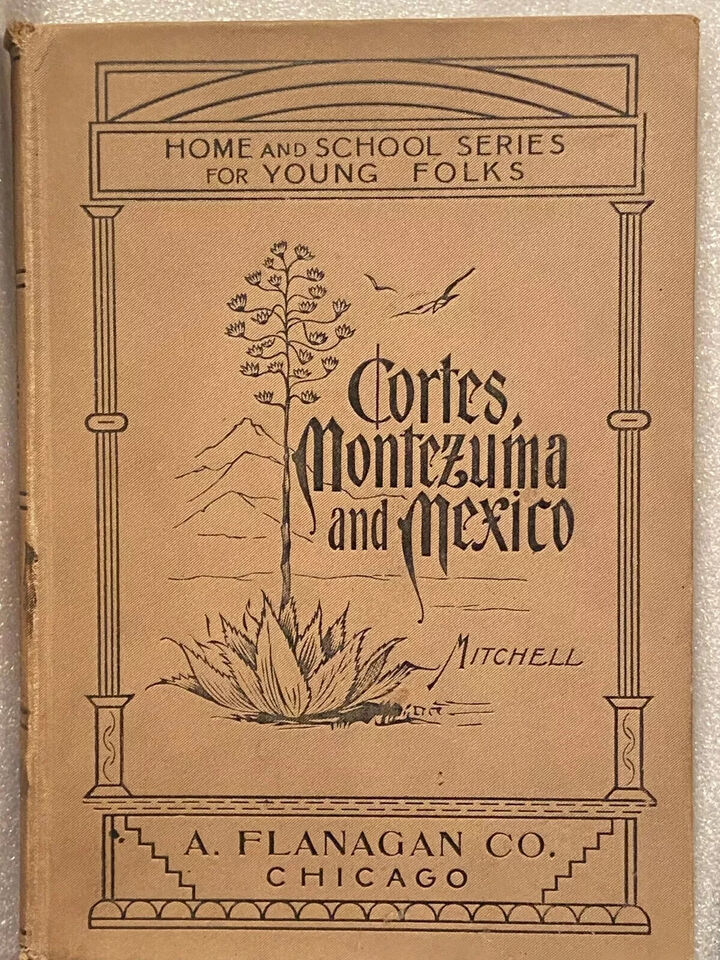 HOME AND SCHOOL SERIES
FOR YOUNG FOLKS
Cortes,
Montezuma
and Mexico
MITCHELL
A. FLANAGAN CO.
CHICAGO